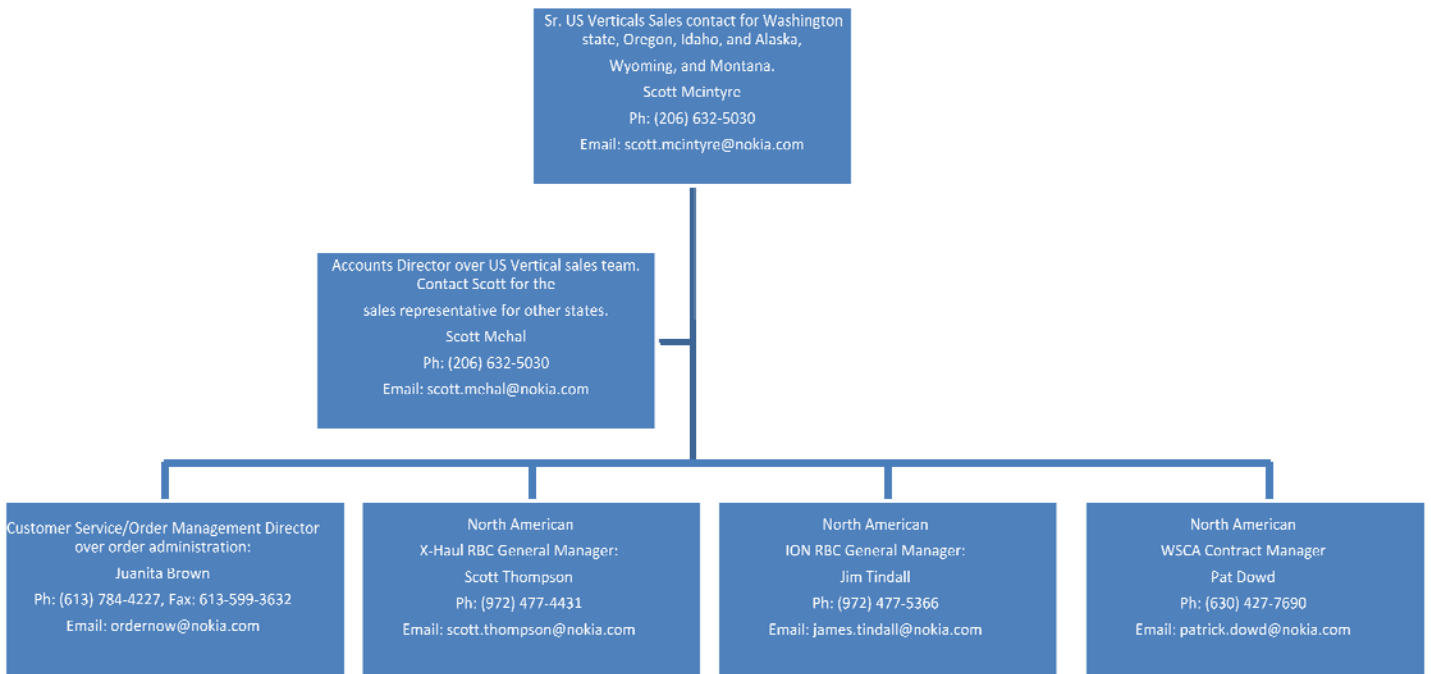 Sr. US Verticals Sales contact for Washington
state, Oregon, Idaho, and Alaska,
Wyoming, and Montana.
Scott Mcintyre
Ph: (206) 632-5030
Email: scott.mcintyre@nokia.com
Accounts Director over US Vertical sales team.
Contact Scott for the
sales representative for other states.
Scott Mehal
Ph: (206) 632-5030
Email: scott.mehal@nokia.com
Customer Service/Order Management Director
over order administration:
Juanita Brown
Ph: (613) 784-4227, Fax: 613-599-3632
Email: ordernow@nokia.com
North American
X-Haul RBC General Manager:
Scott Thompson
Ph: (972) 477-4431
Email: scott.thompson@nokia.com
North American
ION RBC General Manager:
Jim Tindall
Ph: (972) 477-5366
Email: james.tindall@nokia.com
North American
WSCA Contract Manager
Pat Dowd
Ph: (630) 427-7690
Email: patrick.dowd@nokia.com